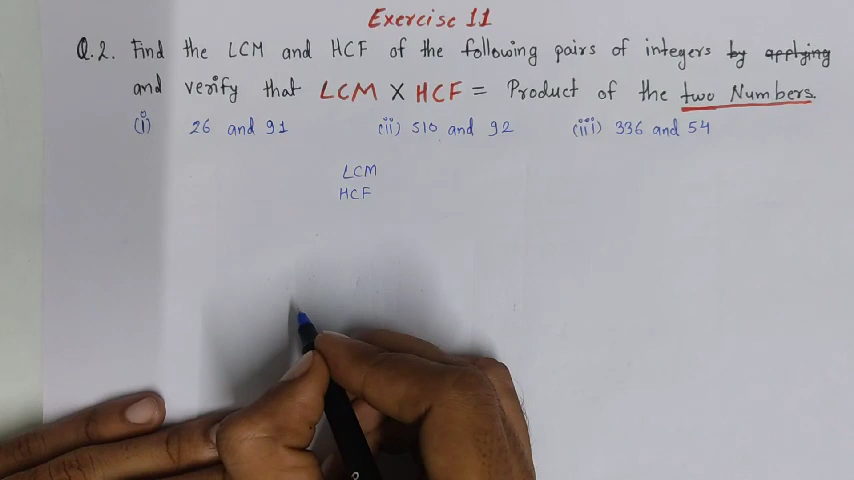 Exercise 11
Q.2. Find the LCM and HCF of the following pairs of integers by applying
and verify that LCM X HCF = Product of the two Numbers.
(i) 26 and 91 (ii) 510 and 92 (iii) 336 and 54
LCM
HCF